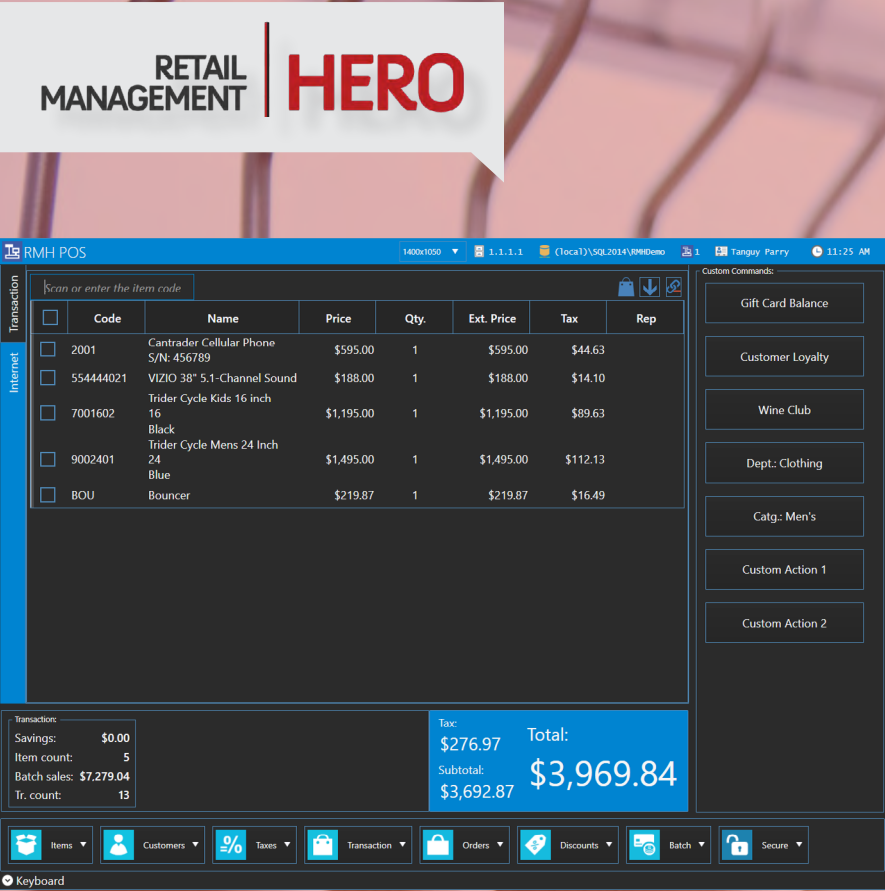 RETAIL
MANAGEMENT
HERO
RMH POS
1400x1050
1.1.1.1
(local)\SQL2014\RMHDemo
1
Tanguy Parry
11:25 AM
Transaction
Internet
Scan or enter the item code
Code Name Price Qty. Ext. Price Tax Rep
2001 Cantrader Cellular Phone $595.00 1 $595.00 $44.63
S/N: 456789
554444021 VIZIO 38" 5.1-Channel Sound $188.00 1 $188.00 $14.10
Trider Cycle Kids 16 inch
7001602 16 $1,195.00 1 $1,195.00 $89.63
Black
Trider Cycle Mens 24 Inch
9002401 24 $1,495.00 1 $1,495.00 $112.13
Blue
BOU Bouncer $219.87 1 $219.87 $16.49
Custom Commands:
Gift Card Balance
Customer Loyalty
Wine Club
Dept.: Clothing
Catg.: Men's
Custom Action 1
Custom Action 2
Transaction:
Savings: $0.00
Item count: 5
Batch sales: $7,279.04
Tr. count: 13
Tax:
$276.97
Subtotal:
$3,692.87
Total:
$3,969.84
Items
Customers
Taxes
Transaction
Orders
Discounts
Batch
Secure
Keyboard